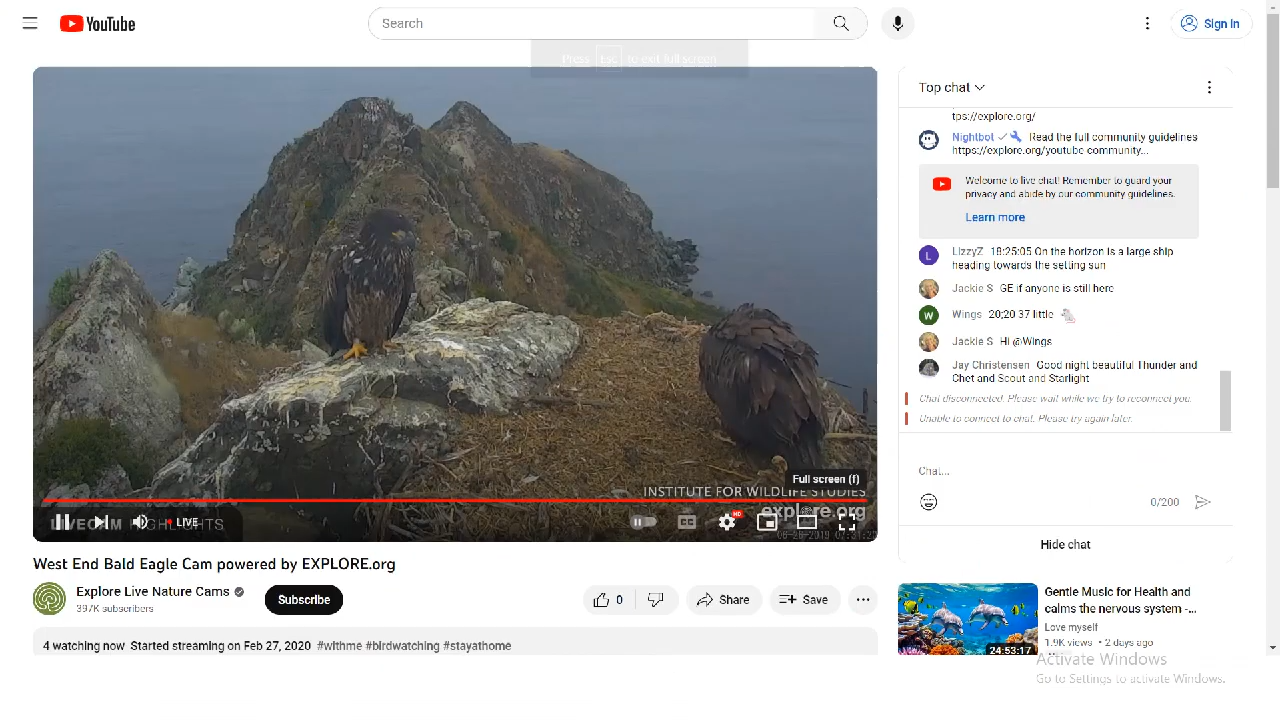 YouTube
Search
Sign in
Press Esc to exit full screen
Top chat
tps://explore.org/
Nightbot Read the full community guidelines
https://explore.org/youtube community...
Welcome to live chat! Remember to guard your
privacy and abide by our community guidelines.
Learn more
LizzyZ 18:25:05 On the horizon is a large ship
heading towards the setting sun
Jackie S GE if anyone is still here
Wings 20;20 37 little
Jackie S Hi @Wings
Jay Christensen Good night beautiful Thunder and
Chet and Scout and Starlight
Chat disconnected. Please wait while we try to reconnect you.
Unable to connect to chat. Please try again later.
Chat...
0/200
Hide chat
Full screen (f)
INSTITUTE FOR WILDLIFE STUDIES
explore.org
LIVECAM HIGHLIGHTS
LIVE
CC
HD
West End Bald Eagle Cam powered by EXPLORE.org
Explore Live Nature Cams
397K subscribers
Subscribe
0
Share
Save
4 watching now Started streaming on Feb 27, 2020 #withme #birdwatching #stayathome
Gentle Music for Health and
calms the nervous system -...
Love myself
1.9K views • 2 days ago
24:53:17
Activate Windows
Go to Settings to activate Windows.